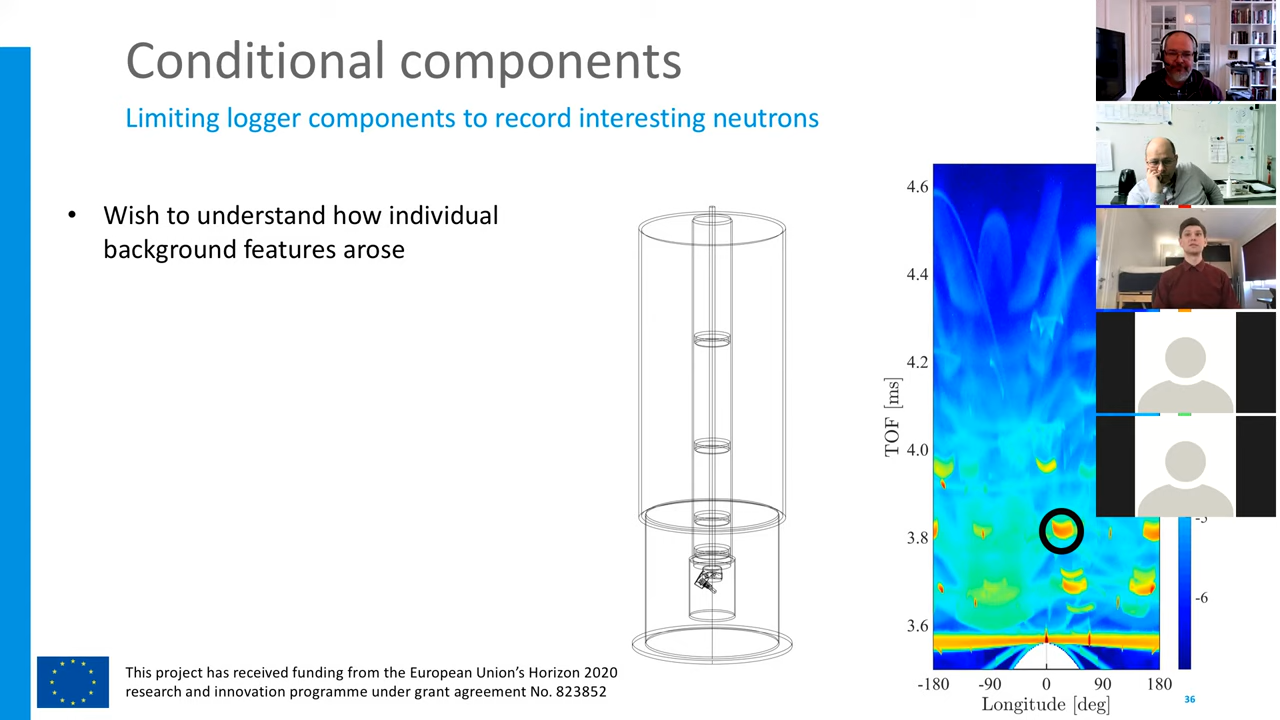 Conditional components
Limiting logger components to record interesting neutrons
• Wish to understand how individual
background features arose
4.6
4.4
4.2
4.0
3.8
3.6
TOF [ms]
-180 -90 0 90 180
Longitude [deg]
-6
This project has received funding from the European Union’s Horizon 2020
research and innovation programme under grant agreement No. 823852
36